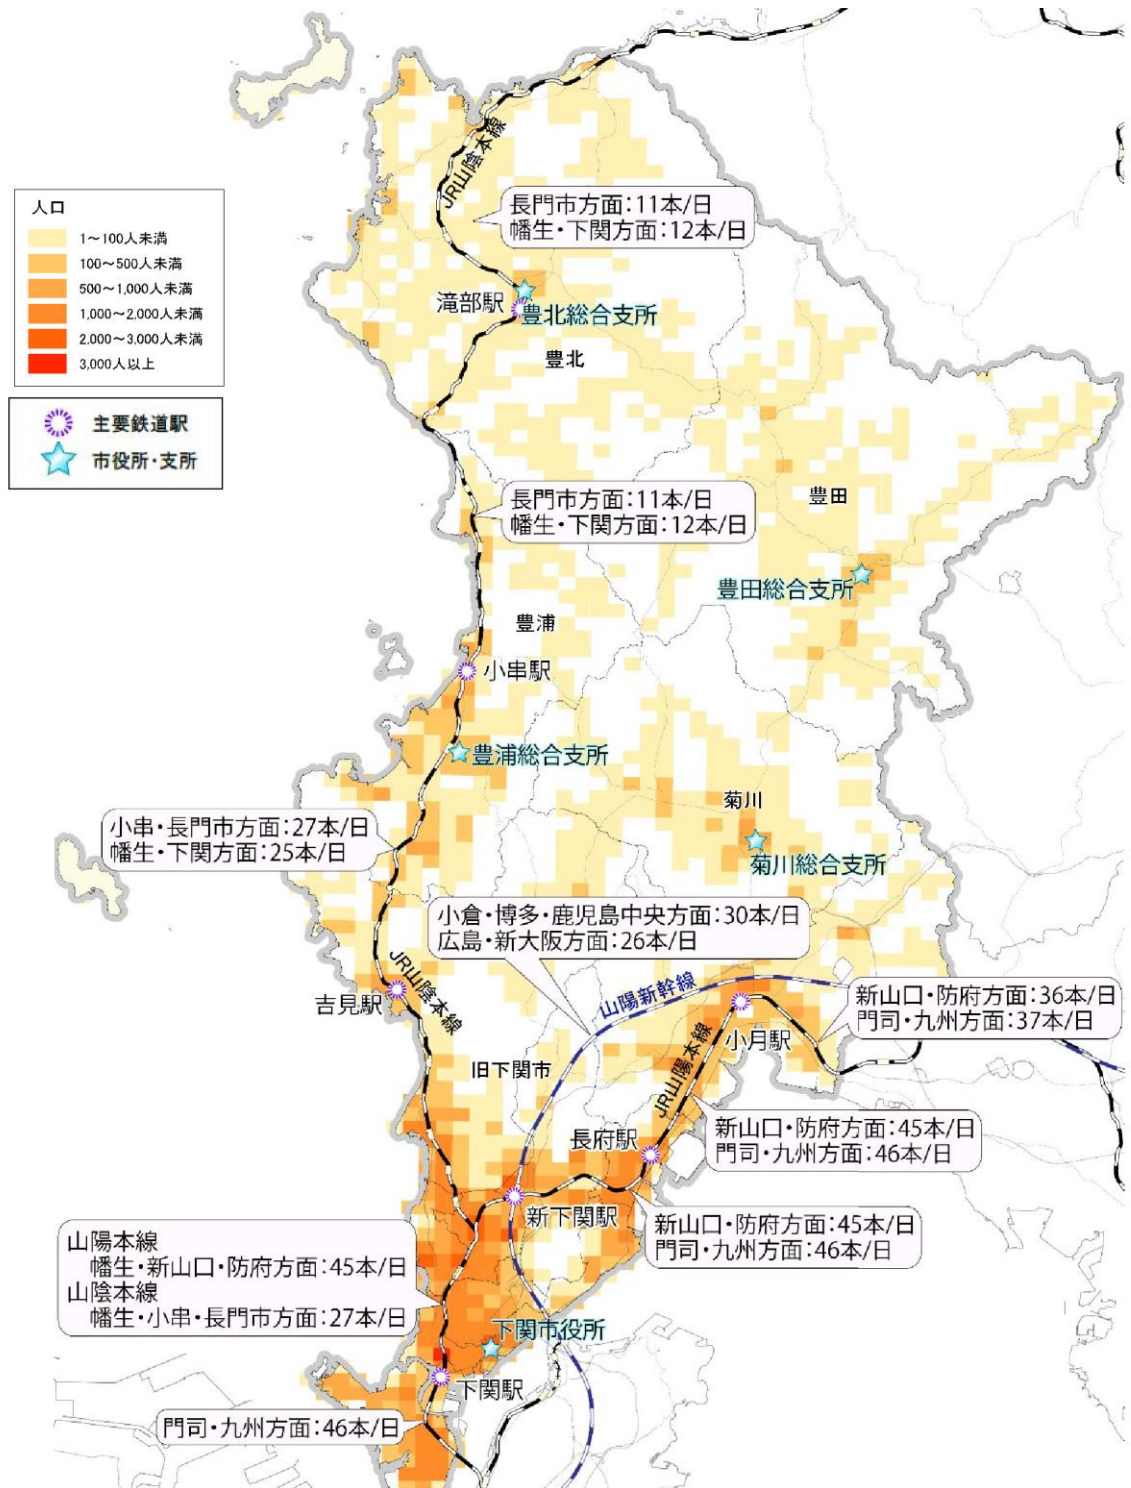 人口
1～100人未満
100～500人未満
500～1,000人未満
1,000～2,000人未満
2,000～3,000人未満
3,000人以上
主要鉄道駅
市役所・支所
JR山陰本線
長門市方面：11本/日
幡生・下関方面：12本/日
滝部駅
豊北総合支所
豊北
長門市方面：11本/日
幡生・下関方面：12本/日
豊田
豊田総合支所
豊浦
小串駅
豊浦総合支所
菊川
菊川総合支所
小串・長門市方面：27本/日
幡生・下関方面：25本/日
小倉・博多・鹿児島中央方面：30本/日
広島・新大阪方面：26本/日
吉見駅
JR山陰本線
山陽新幹線
新山口・防府方面：36本/日
門司・九州方面：37本/日
小月駅
旧下関市
JR山陽本線
長府駅
新山口・防府方面：45本/日
門司・九州方面：46本/日
新下関駅
新山口・防府方面：45本/日
門司・九州方面：46本/日
山陽本線
幡生・新山口・防府方面：45本/日
山陰本線
幡生・小串・長門市方面：27本/日
下関市役所
下関駅
門司・九州方面：46本/日